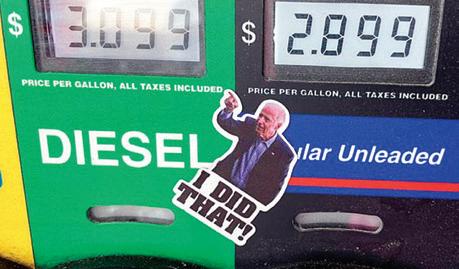 $ 3.099
$ 2.899
PRICE PER GALLON, ALL TAXES INCLUDED
PRICE PER GALLON, ALL TAXES INCLUDED
DIESEL
ular Unleaded
I DID
THAT!